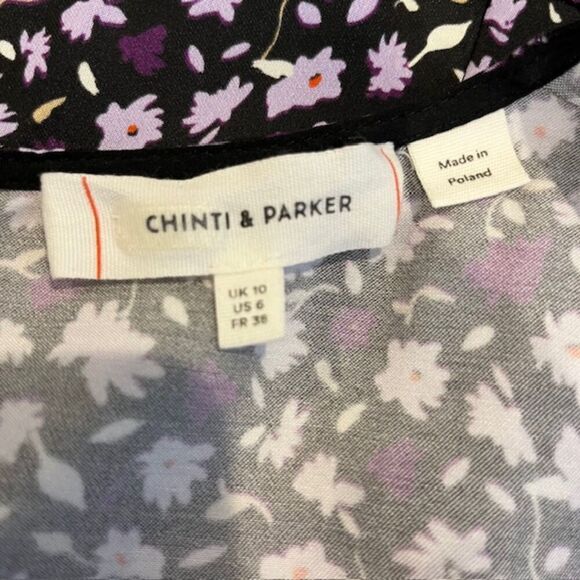 CHINTI & PARKER
Made in
Poland
UK 10
US 6
FR 38